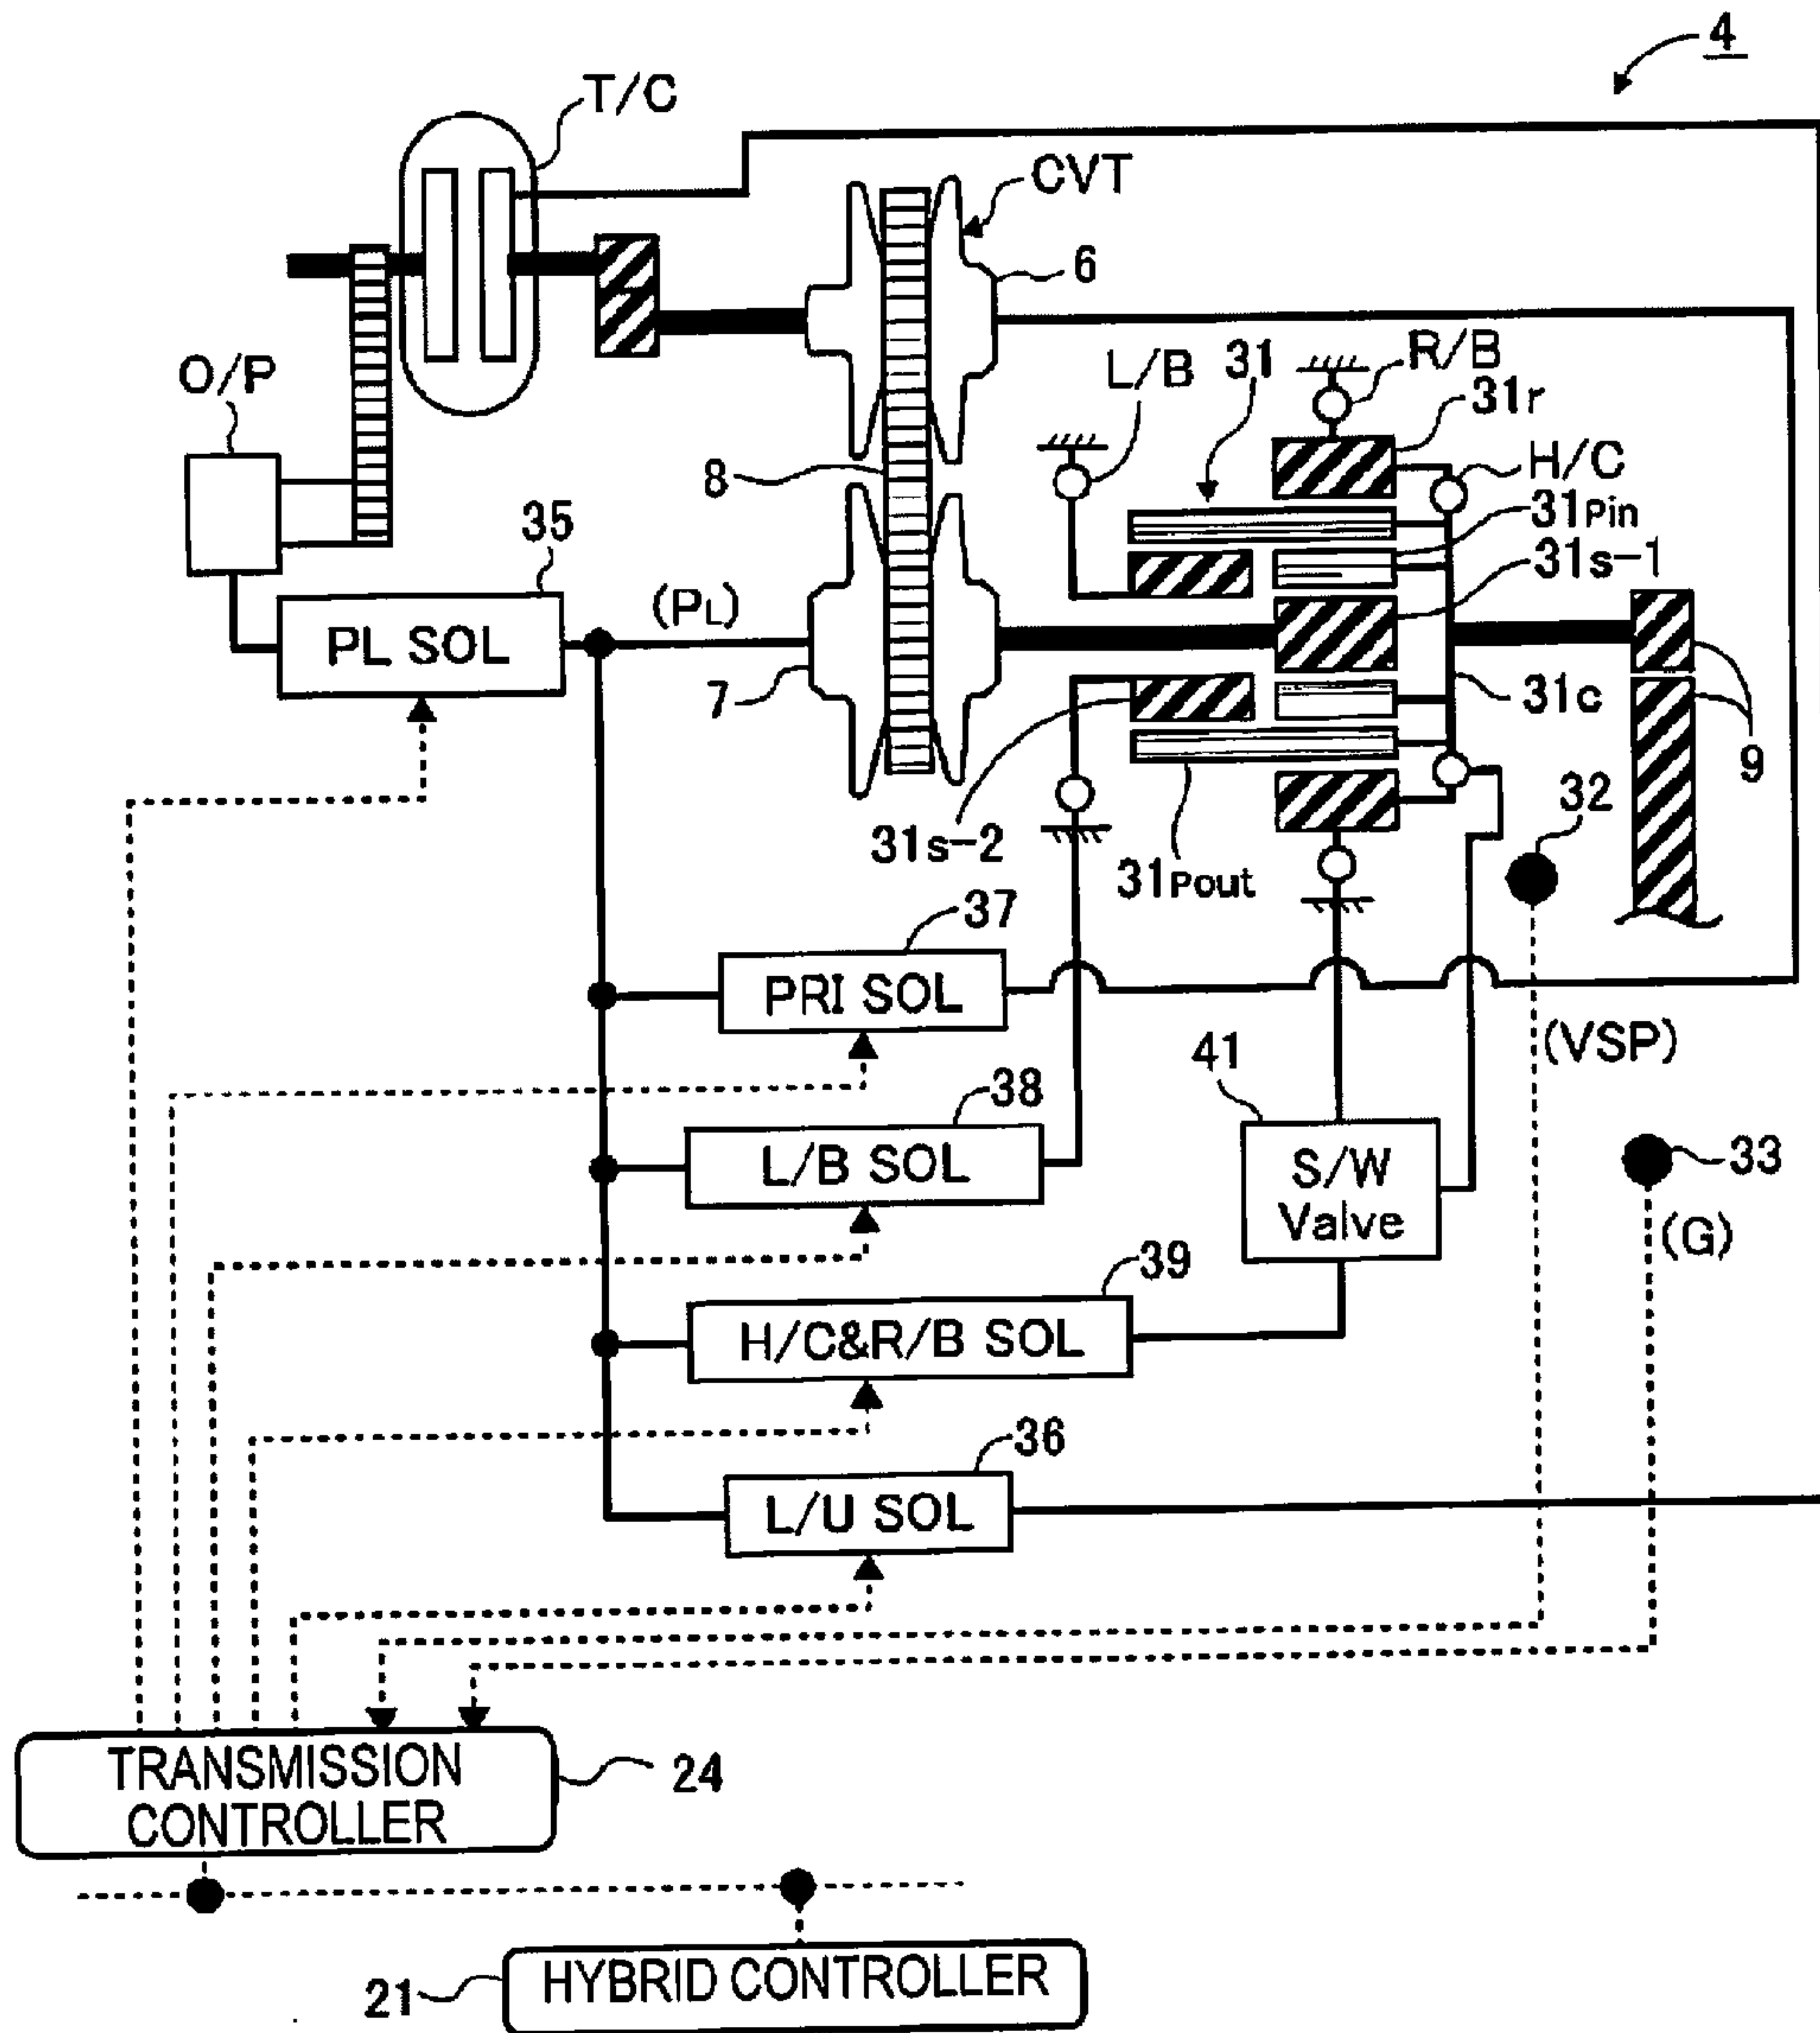 4
T/C
CVT
6
O/P
L/B
31
R/B
31r
H/C
8
31Pin
35
31s-1
(PL)
PL SOL
7
31c
9
32
31s-2
31Pout
37
PRI SOL
(VSP)
41
38
L/B SOL
S/W
Valve
33
(G)
39
H/C&R/B SOL
36
L/U SOL
TRANSMISSION
CONTROLLER
24
21
HYBRID CONTROLLER